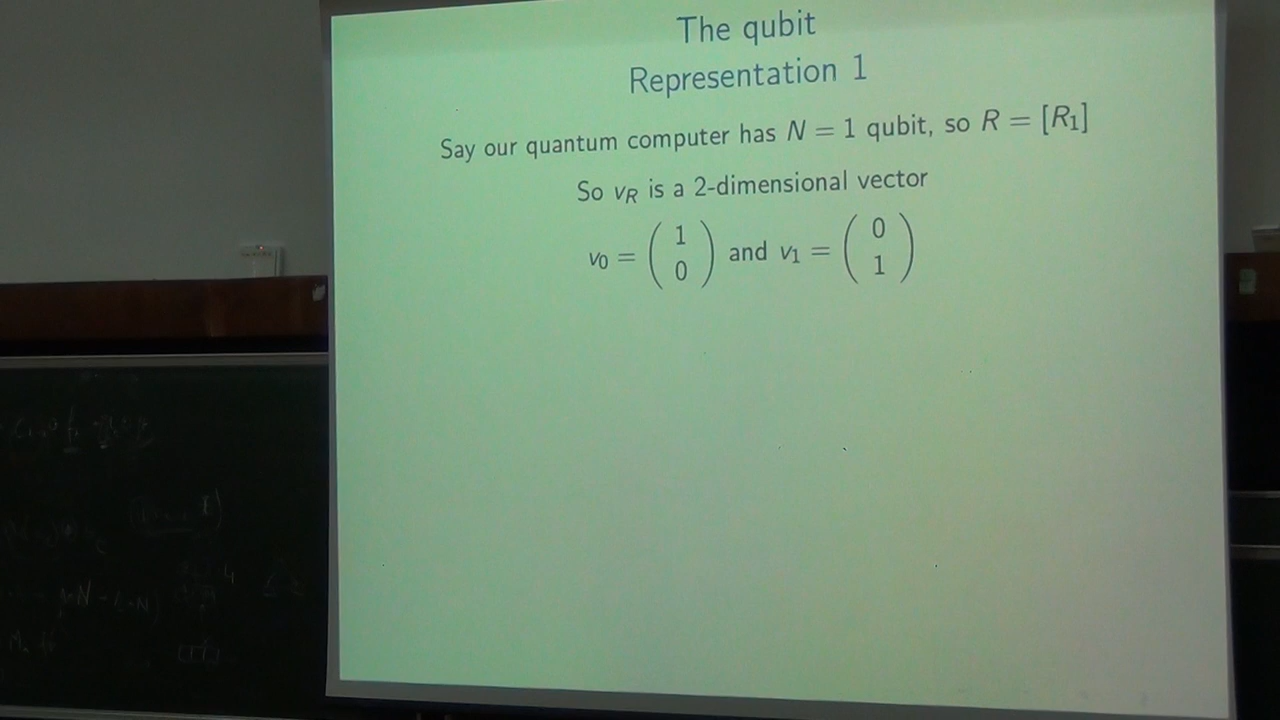 The qubit
Representation 1
Say our quantum computer has N = 1 qubit, so R = [R₁]
So v_R is a 2-dimensional vector
v₀ = ( 1 0 ) and v₁ = ( 0 1 )